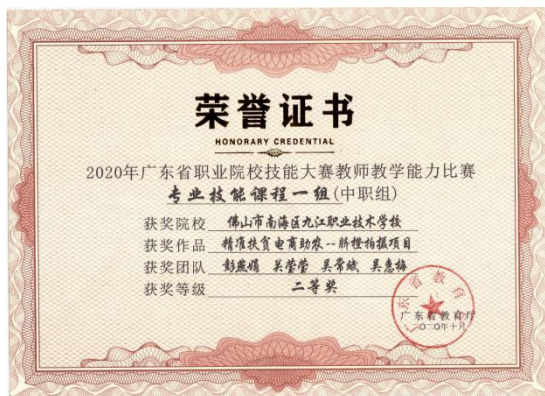 荣誉证书
HONORARY CREDENTIAL
2020年广东省职业院校技能大赛教师教学能力比赛
专业技能课程一组(中职组)
获奖院校 佛山市南海区九江职业技术学校
获奖作品 精准扶贫电商助农--脐橙拍摄项目
获奖团队 彭燕娟 吴莹莹 吴常赋 吴惠梅
获奖等级 二等奖
广东省教育厅
二〇二〇年十月